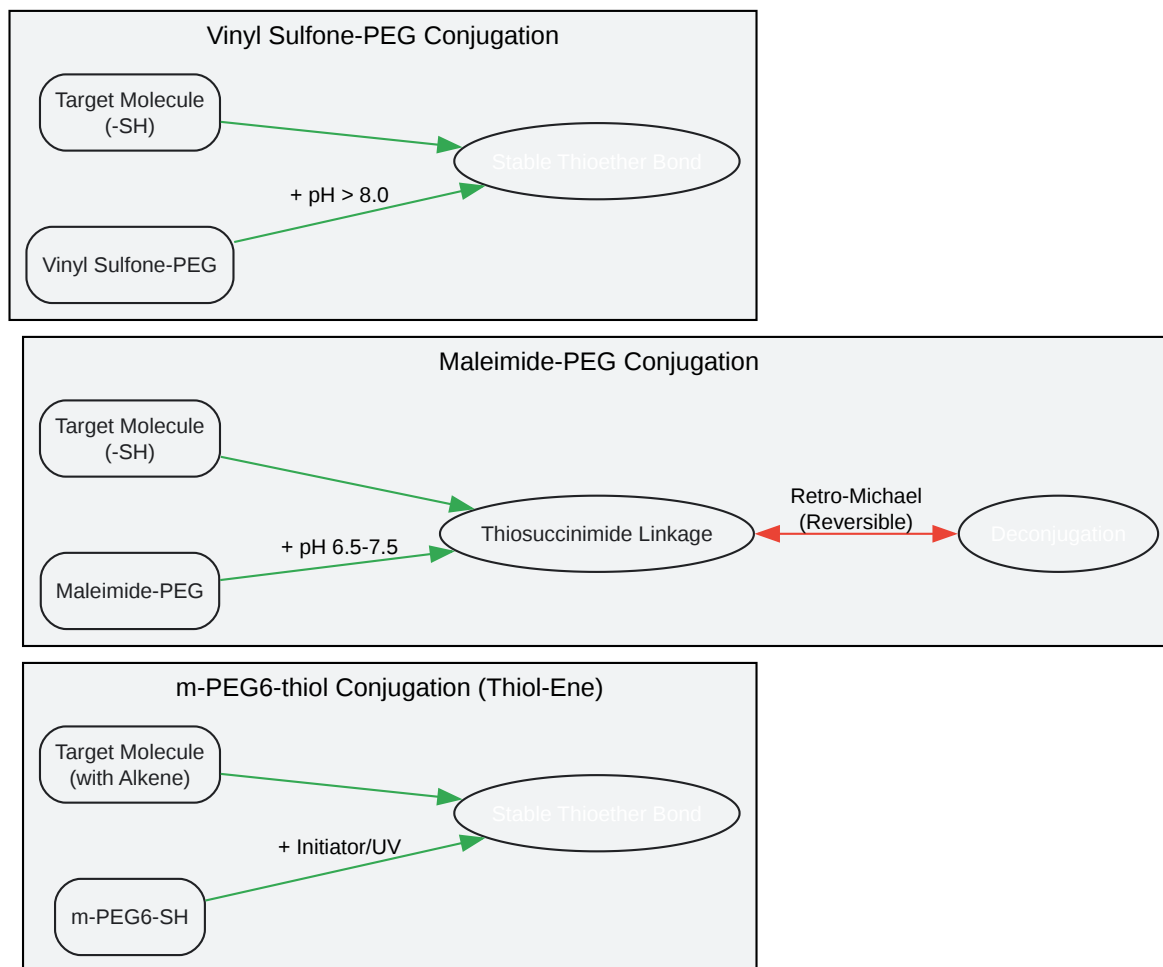 Vinyl Sulfone-PEG Conjugation
Target Molecule
(-SH)
Stable Thioether Bond
+ pH > 8.0
Vinyl Sulfone-PEG
Maleimide-PEG Conjugation
Target Molecule
(-SH)
Retro-Michael
(Reversible)
Thiosuccinimide Linkage
Deconjugation
+ pH 6.5-7.5
Maleimide-PEG
m-PEG6-thiol Conjugation (Thiol-Ene)
Target Molecule
(with Alkene)
Stable Thioether Bond
+ Initiator/UV
m-PEG6-SH